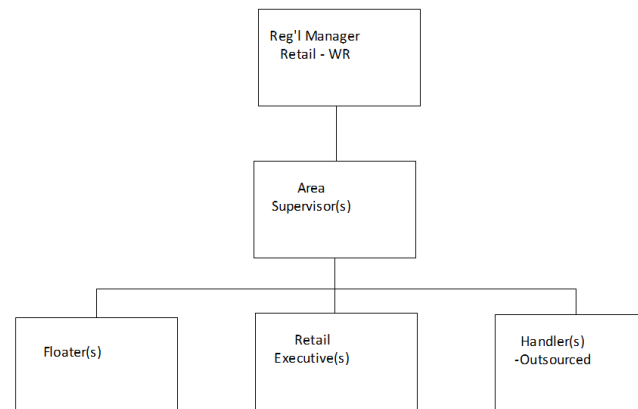 Reg'l Manager
Retail - WR
Area
Supervisor(s)
Floater(s)
Retail
Executive(s)
Handler(s)
-Outsourced